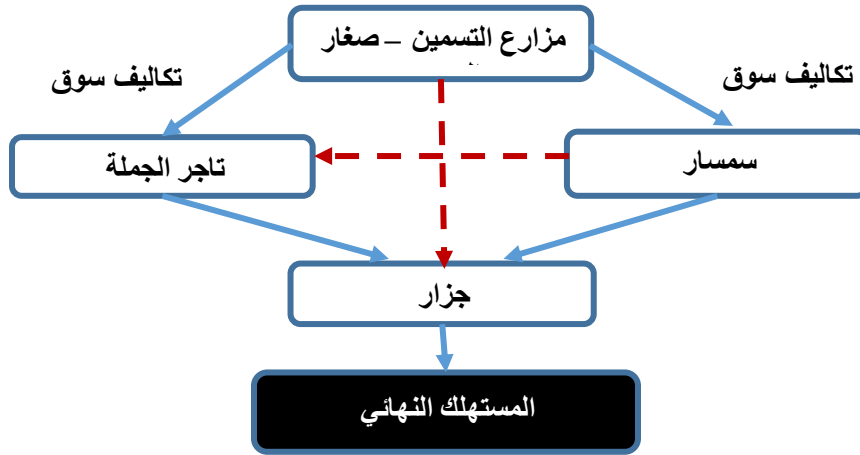 مزارع التسمين – صغار
تكاليف سوق
تكاليف سوق
سمسار
تاجر الجملة
جزار
المستهلك النهائي